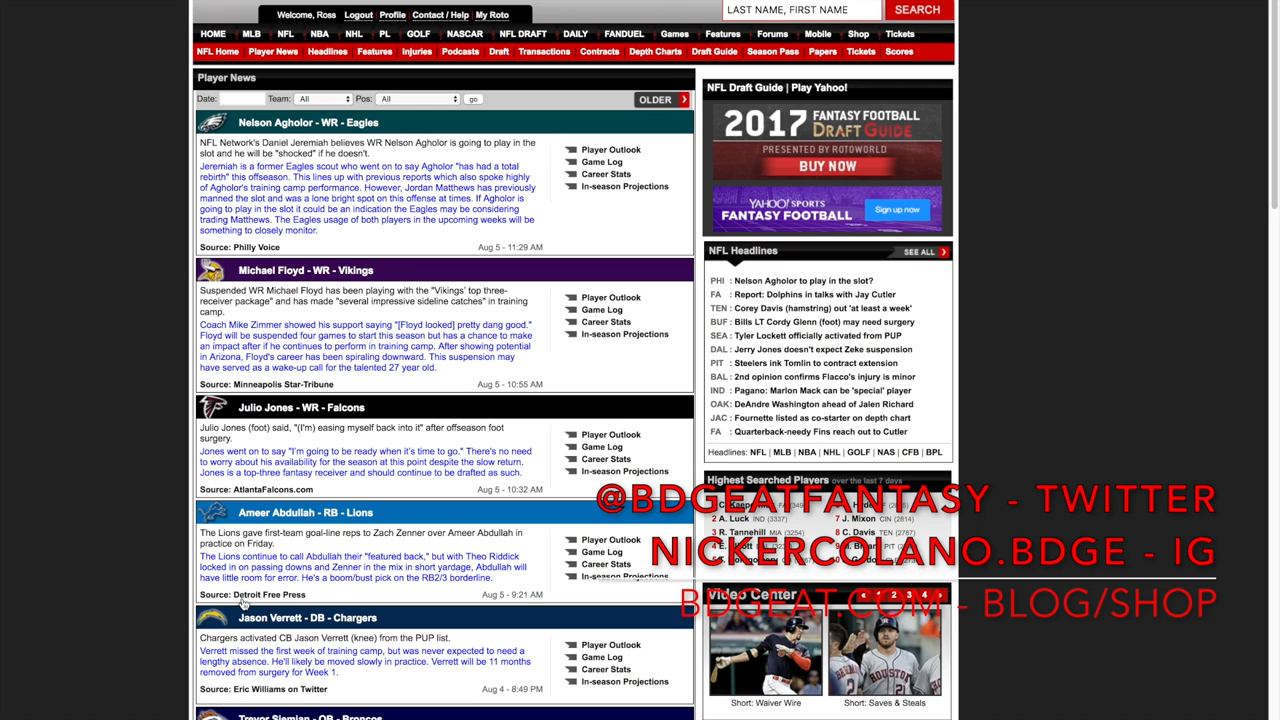 Welcome, Ross Logout | Profile | Contact / Help | My Roto
LAST NAME, FIRST NAME SEARCH
HOME MLB NFL NBA NHL PL GOLF NASCAR NFL DRAFT DAILY FANDUEL Games Features Forums Mobile Shop Tickets
NFL Home Player News Headlines Features Injuries Podcasts Draft Transactions Contracts Depth Charts Draft Guide Season Pass Papers Tickets Scores
Player News
Date: Team: All Pos: All go OLDER
Nelson Agholor - WR - Eagles
NFL Network's Daniel Jeremiah believes WR Nelson Agholor is going to play in the
slot and he will be "shocked" if he doesn't.
Jeremiah is a former Eagles scout who went on to say Agholor "has had a total
rebirth" this offseason. This lines up with previous reports which also spoke highly
of Agholor's training camp performance. However, Jordan Matthews has previously
manned the slot and was a lone bright spot on this offense at times. If Agholor is
going to play in the slot it could be an indication the Eagles may be considering
trading Matthews. The Eagles usage of both players in the upcoming weeks will be
something to closely monitor.
Source: Philly Voice Aug 5 - 11:29 AM
Player Outlook
Game Log
Career Stats
In-season Projections
Michael Floyd - WR - Vikings
Suspended WR Michael Floyd has been playing with the "Vikings' top three-
receiver package" and has made "several impressive sideline catches" in training
camp.
Coach Mike Zimmer showed his support saying "[Floyd looked] pretty dang good."
Floyd will be suspended four games to start this season but has a chance to make
an impact after if he continues to perform in training camp. After showing potential
in Arizona, Floyd's career has been spiraling downward. This suspension may
have served as a wake-up call for the talented 27 year old.
Source: Minneapolis Star-Tribune Aug 5 - 10:55 AM
Player Outlook
Game Log
Career Stats
In-season Projections
Julio Jones - WR - Falcons
Julio Jones (foot) said, "(I'm) easing myself back into it" after offseason foot
surgery.
Jones went on to say "I'm going to be ready when it's time to go." There's no need
to worry about his availability for the season at this point despite the slow return.
Jones is a top-three fantasy receiver and should continue to be drafted as such.
Source: AtlantaFalcons.com Aug 5 - 10:32 AM
Player Outlook
Game Log
Career Stats
In-season Projections
Ameer Abdullah - RB - Lions
The Lions gave first-team goal-line reps to Zach Zenner over Ameer Abdullah in
practice on Friday.
The Lions continue to call Abdullah their "featured back," but with Theo Riddick
locked in on passing downs and Zenner in the mix in short yardage, Abdullah will
have little room for error. He's a boom/bust pick on the RB2/3 borderline.
Source: Detroit Free Press Aug 5 - 9:21 AM
Player Outlook
Game Log
Career Stats
In-season Projections
Jason Verrett - DB - Chargers
Chargers activated CB Jason Verrett (knee) from the PUP list.
Verrett missed the first week of training camp, but was never expected to need a
lengthy absence. He'll likely be moved slowly in practice. Verrett will be 11 months
removed from surgery for Week 1.
Source: Eric Williams on Twitter Aug 4 - 8:49 PM
Player Outlook
Game Log
Career Stats
In-season Projections
Trevor Siemian - QB - Broncos
NFL Draft Guide | Play Yahoo!
2017 FANTASY FOOTBALL
DRAFT GUIDE
PRESENTED BY ROTOWORLD
BUY NOW
YAHOO! SPORTS
FANTASY FOOTBALL Sign up now
NFL Headlines SEE ALL
PHI : Nelson Agholor to play in the slot?
FA : Report: Dolphins in talks with Jay Cutler
TEN : Corey Davis (hamstring) out 'at least a week'
BUF : Bills LT Cordy Glenn (foot) may need surgery
SEA : Tyler Lockett officially activated from PUP
DAL : Jerry Jones doesn't expect Zeke suspension
PIT : Steelers ink Tomlin to contract extension
BAL : 2nd opinion confirms Flacco's injury is minor
IND : Pagano: Marlon Mack can be 'special' player
OAK: DeAndre Washington ahead of Jalen Richard
JAC : Fournette listed as co-starter on depth chart
FA : Quarterback-needy Fins reach out to Cutler
Headlines: NFL | MLB | NBA | NHL | GOLF | NAS | CFB | BPL
Highest Searched Players over the last 7 days
2 A. Luck IND (3337) 7 J. Mixon CIN (2814)
3 R. Tannehill MIA (3254) 8 C. Davis TEN (2787)
@BDGEATFANTASY - TWITTER
NICKERCOLANO.BDGE - IG
BDGEAT.COM - BLOG/SHOP
Video Center 1 2 3 4
Short: Waiver Wire Short: Saves & Steals